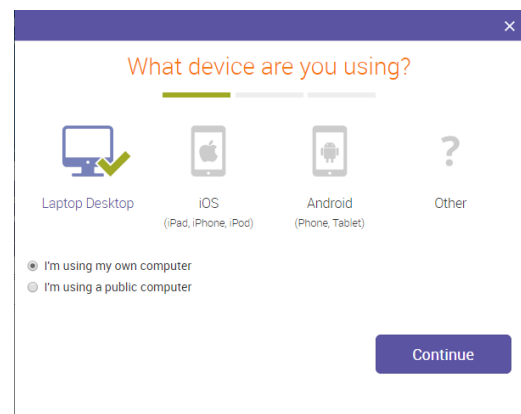 What device are you using?
Laptop Desktop
iOS
(iPad, iPhone, iPod)
Android
(Phone, Tablet)
?
Other
I'm using my own computer
I'm using a public computer
Continue